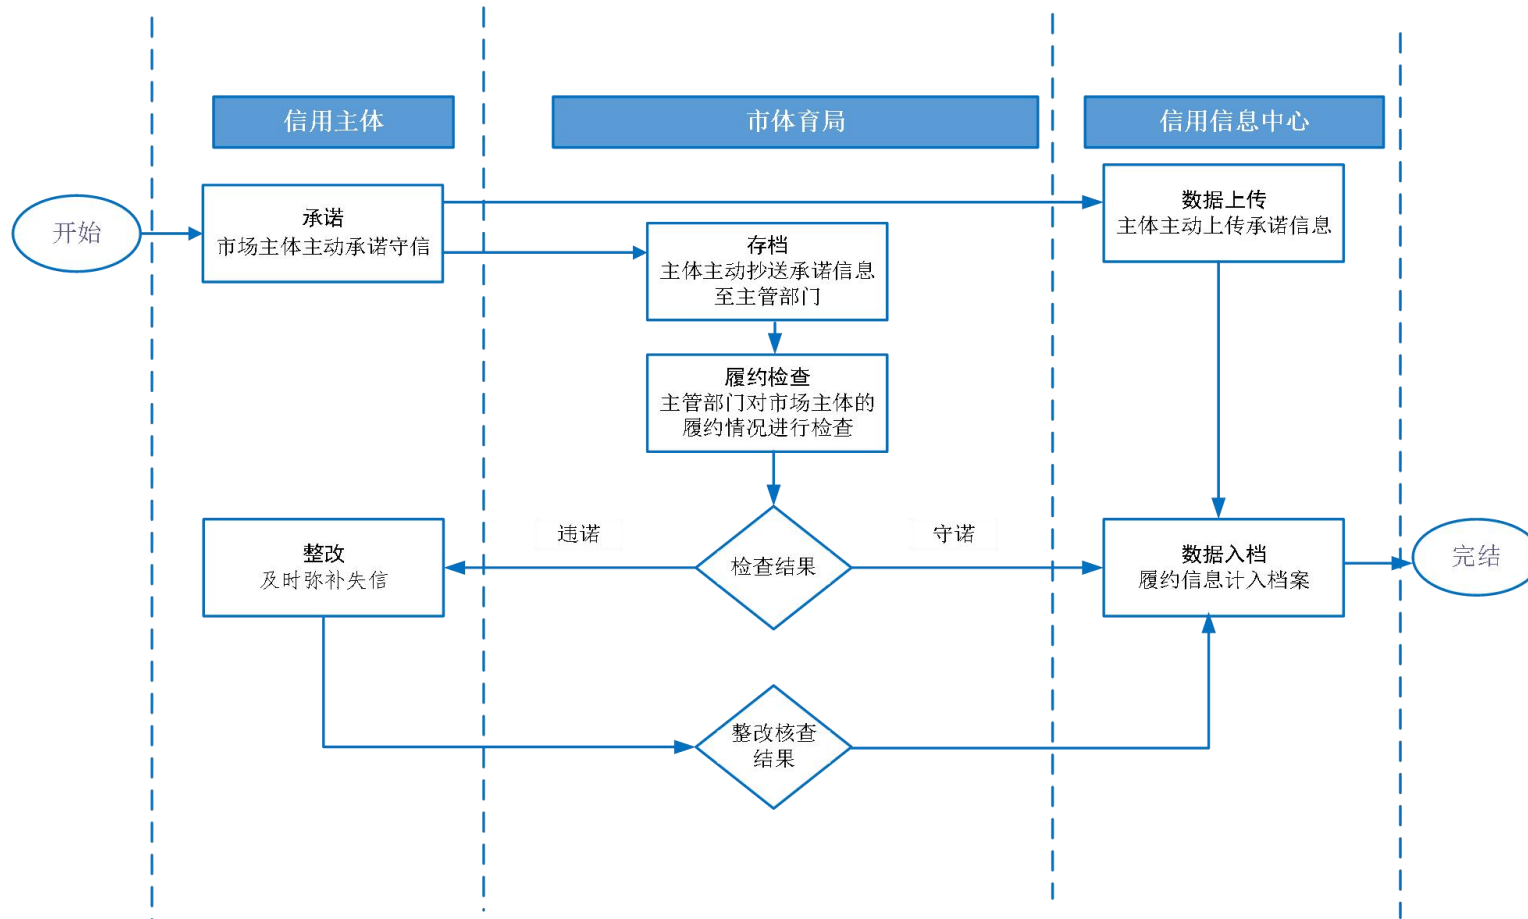 信用主体
市体育局
信用信息中心
开始
承诺
市场主体主动承诺守信
数据上传
主体主动上传承诺信息
存档
主体主动抄送承诺信息
至主管部门
履约检查
主管部门对市场主体的
履约情况进行检查
违诺
守诺
整改
及时弥补失信
检查结果
数据入档
履约信息计入档案
完结
整改核查
结果